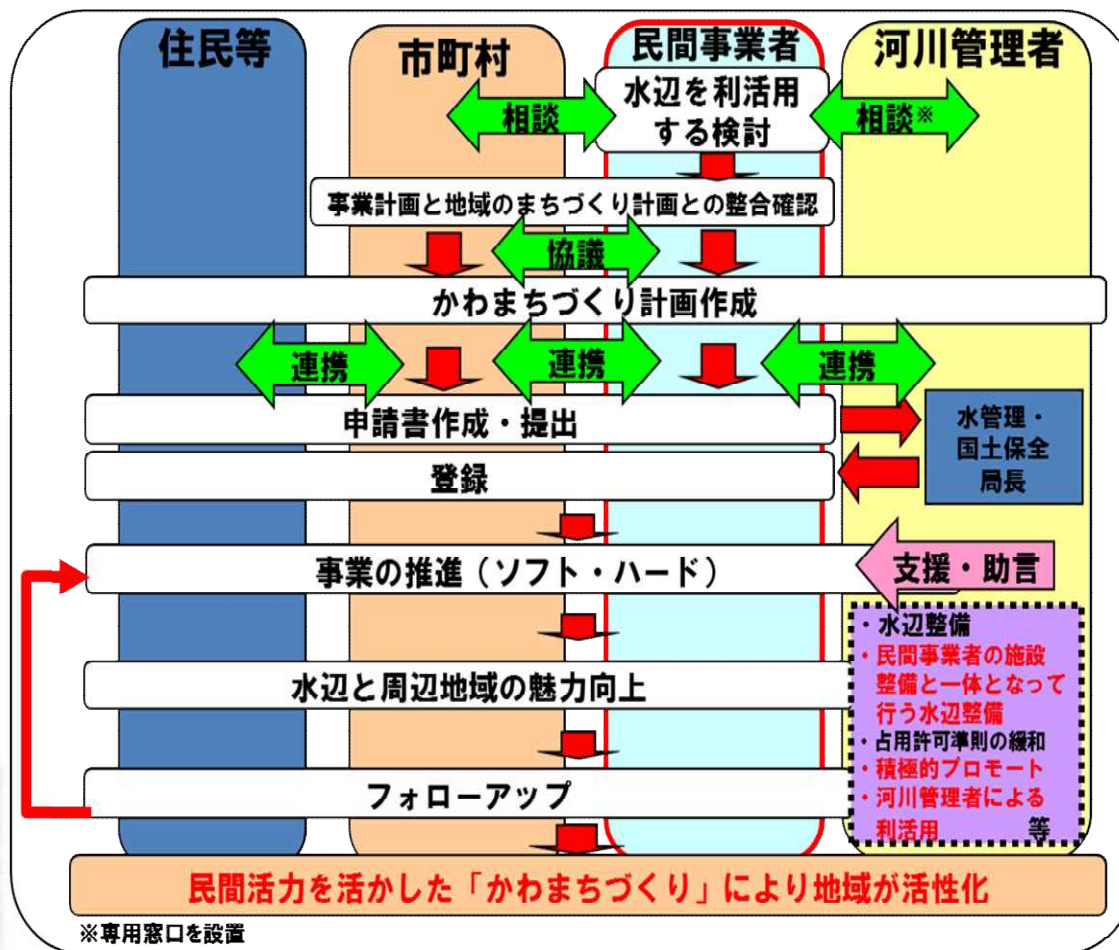 住民等
市町村
民間事業者
河川管理者
相談
水辺を利活用
する検討
相談※
事業計画と地域のまちづくり計画との整合確認
協議
かわまちづくり計画作成
連携
連携
連携
申請書作成・提出
水管理・
国土保全
局長
登録
事業の推進（ソフト・ハード）
支援・助言
・水辺整備
・民間事業者の施設
整備と一体となって
行う水辺整備
・占用許可準則の緩和
・積極的プロモート
・河川管理者による
利活用 等
水辺と周辺地域の魅力向上
フォローアップ
民間活力を活かした「かわまちづくり」により地域が活性化
※専用窓口を設置